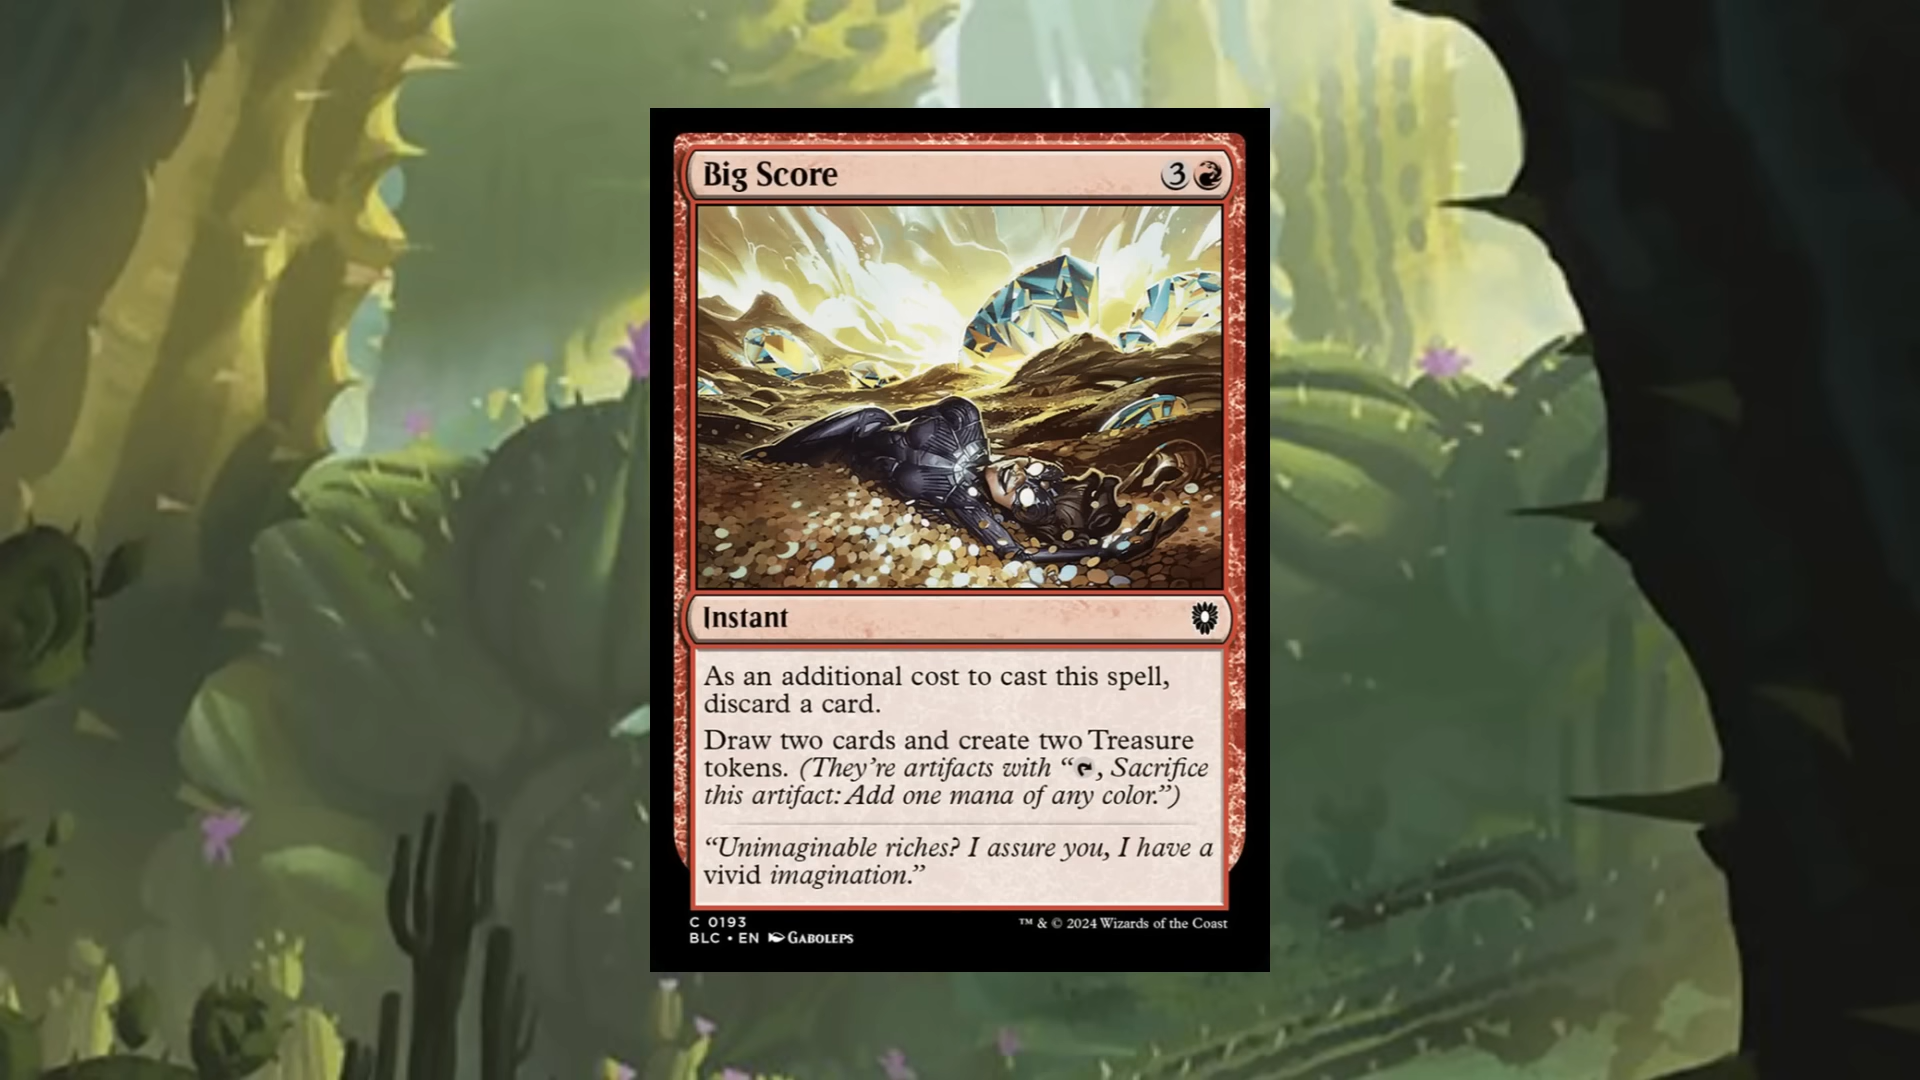 Big Score
3
Instant
As an additional cost to cast this spell,
discard a card.
Draw two cards and create two Treasure
tokens. (They’re artifacts with “, Sacrifice
this artifact: Add one mana of any color.”)
“Unimaginable riches? I assure you, I have a
vivid imagination.”
C 0193
BLC • EN GABOLEPS
™ & © 2024 Wizards of the Coast